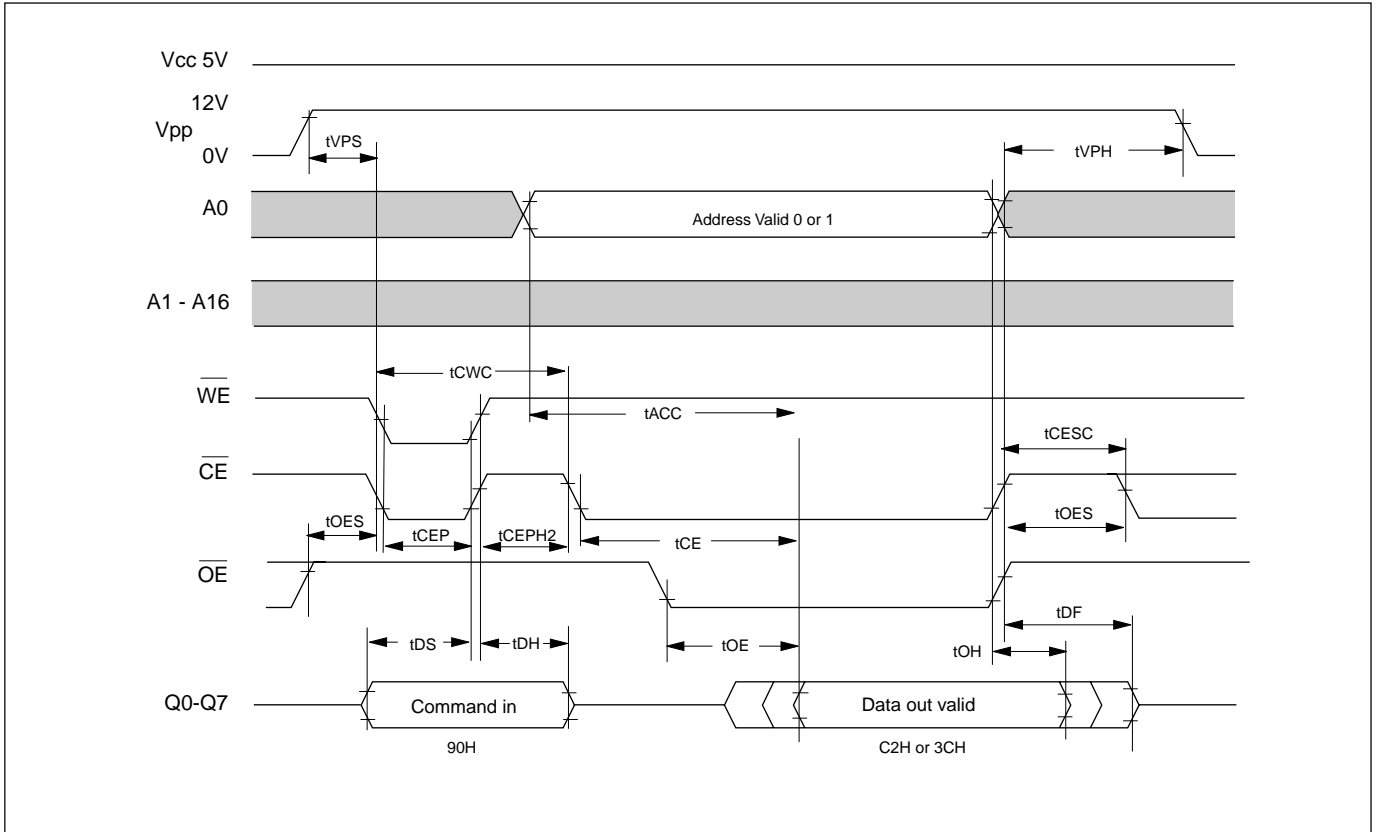 Vcc 5V
12V
Vpp
0V
tVPS
tVPH
A0
Address Valid 0 or 1
A1 - A16
tCWC
WE
tACC
tCESC
CE
tOES
tCEP
tCEPH2
tCE
tOES
OE
tDS
tDH
tOE
tOH
tDF
Q0-Q7
Command in
Data out valid
90H
C2H or 3CH